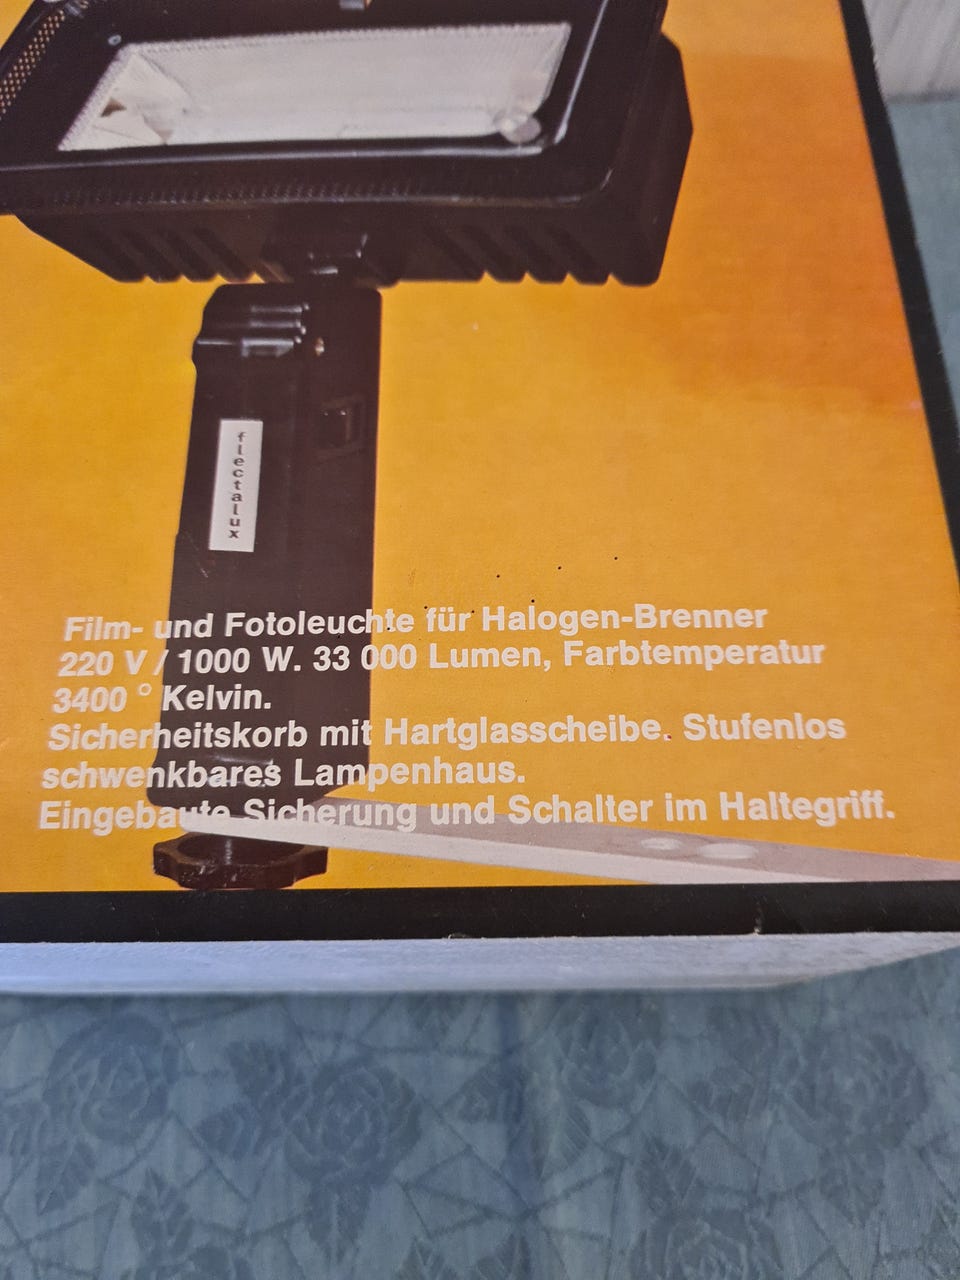 flectalux
Film- und Fotoleuchte für Halogen-Brenner
220 V / 1000 W. 33 000 Lumen, Farbtemperatur
3400 ° Kelvin.
Sicherheitskorb mit Hartglasscheibe. Stufenlos
schwenkbares Lampenhaus.
Eingebaute Sicherung und Schalter im Haltegriff.